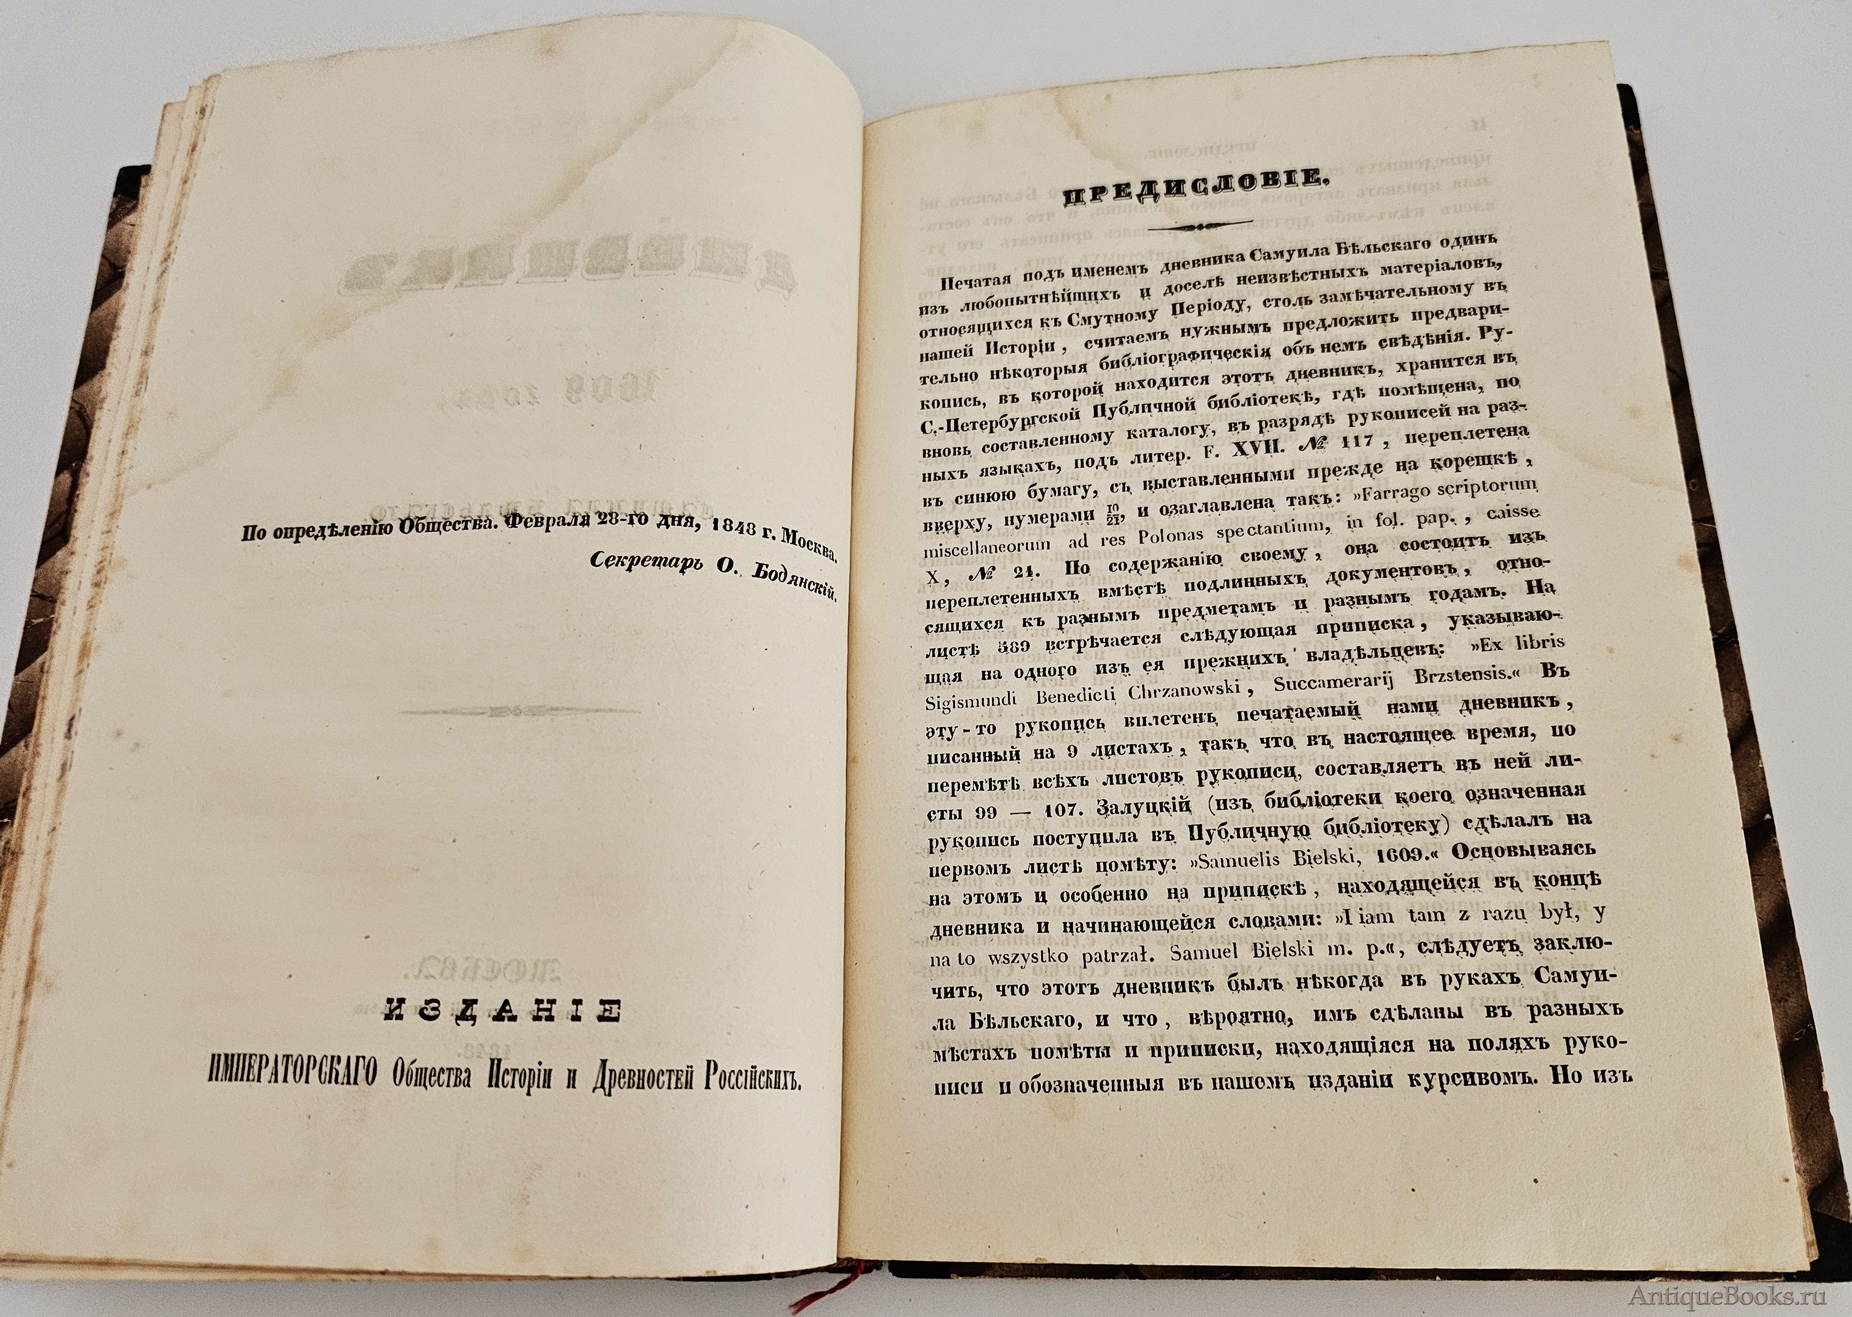 По опредѣленію Общества. Февраля 28-го дня, 1848 г. Москва.
Секретарь О. Бодянскій.
ИЗДАНІЕ
ИМПЕРАТОРСКАГО Общества Исторіи и Древностей Россійскихъ.
ПРЕДИСЛОВІЕ.
Печатая подъ именемъ дневника Самуила Бѣльскаго одинъ
изъ любопытнѣйшихъ и доселѣ неизвѣстныхъ матеріаловъ,
относящихся къ Смутному Періоду, столь замѣчательному въ
нашей Исторіи, считаемъ нужнымъ предложить предвари-
тельно нѣкоторыя библіографическія объ немъ свѣдѣнія. Ру-
копись, въ которой находится этотъ дневникъ, хранится въ
С.-Петербургской Публичной библіотекѣ, гдѣ помѣщена, по
вновь составленному каталогу, въ разрядѣ рукописей на раз-
ныхъ языкахъ, подъ литер. F. XVII. № 117, переплетена
въ синюю бумагу, съ выставленными прежде на корешкѣ,
вверху, нумерами 10/21, и озаглавлена такъ: »Farrago scriptorum
miscellaneorum ad res Polonas spectantium, in fol. pap., caisse
X, № 21. По содержанію своему, она состоитъ изъ
переплетенныхъ вмѣстѣ подлинныхъ документовъ, отно-
сящихся къ разнымъ предметамъ и разнымъ годамъ. На
листѣ 389 встрѣчается слѣдующая приписка, указываю-
щая на одного изъ ея прежнихъ владѣльцевъ: »Ex libris
Sigismundi Benedicti Chrzanowski, Succamerarij Brzstensis.« Въ
эту-то рукопись вплетенъ печатаемый нами дневникъ,
писанный на 9 листахъ, такъ что въ настоящее время, по
перемѣтѣ всѣхъ листовъ рукописи, составляетъ въ ней ли-
сты 99 — 107. Залуцкій (изъ библіотеки коего означенная
рукопись поступила въ Публичную библіотеку) сдѣлалъ на
первомъ листѣ помѣту: »Samuelis Bielski, 1609.« Основываясь
на этомъ и особенно на припискѣ, находящейся въ концѣ
дневника и начинающейся словами: »I iam tam z razu był, y
na to wszystko patrzał. Samuel Bielski m. p.«, слѣдуетъ заклю-
чить, что этотъ дневникъ былъ нѣкогда въ рукахъ Самуи-
ла Бѣльскаго, и что, вѣроятно, имъ сдѣланы въ разныхъ
мѣстахъ помѣты и приписки, находящіяся на поляхъ руко-
писи и обозначенныя въ нашемъ изданіи курсивомъ. Но изъ
AntiqueBooks.ru